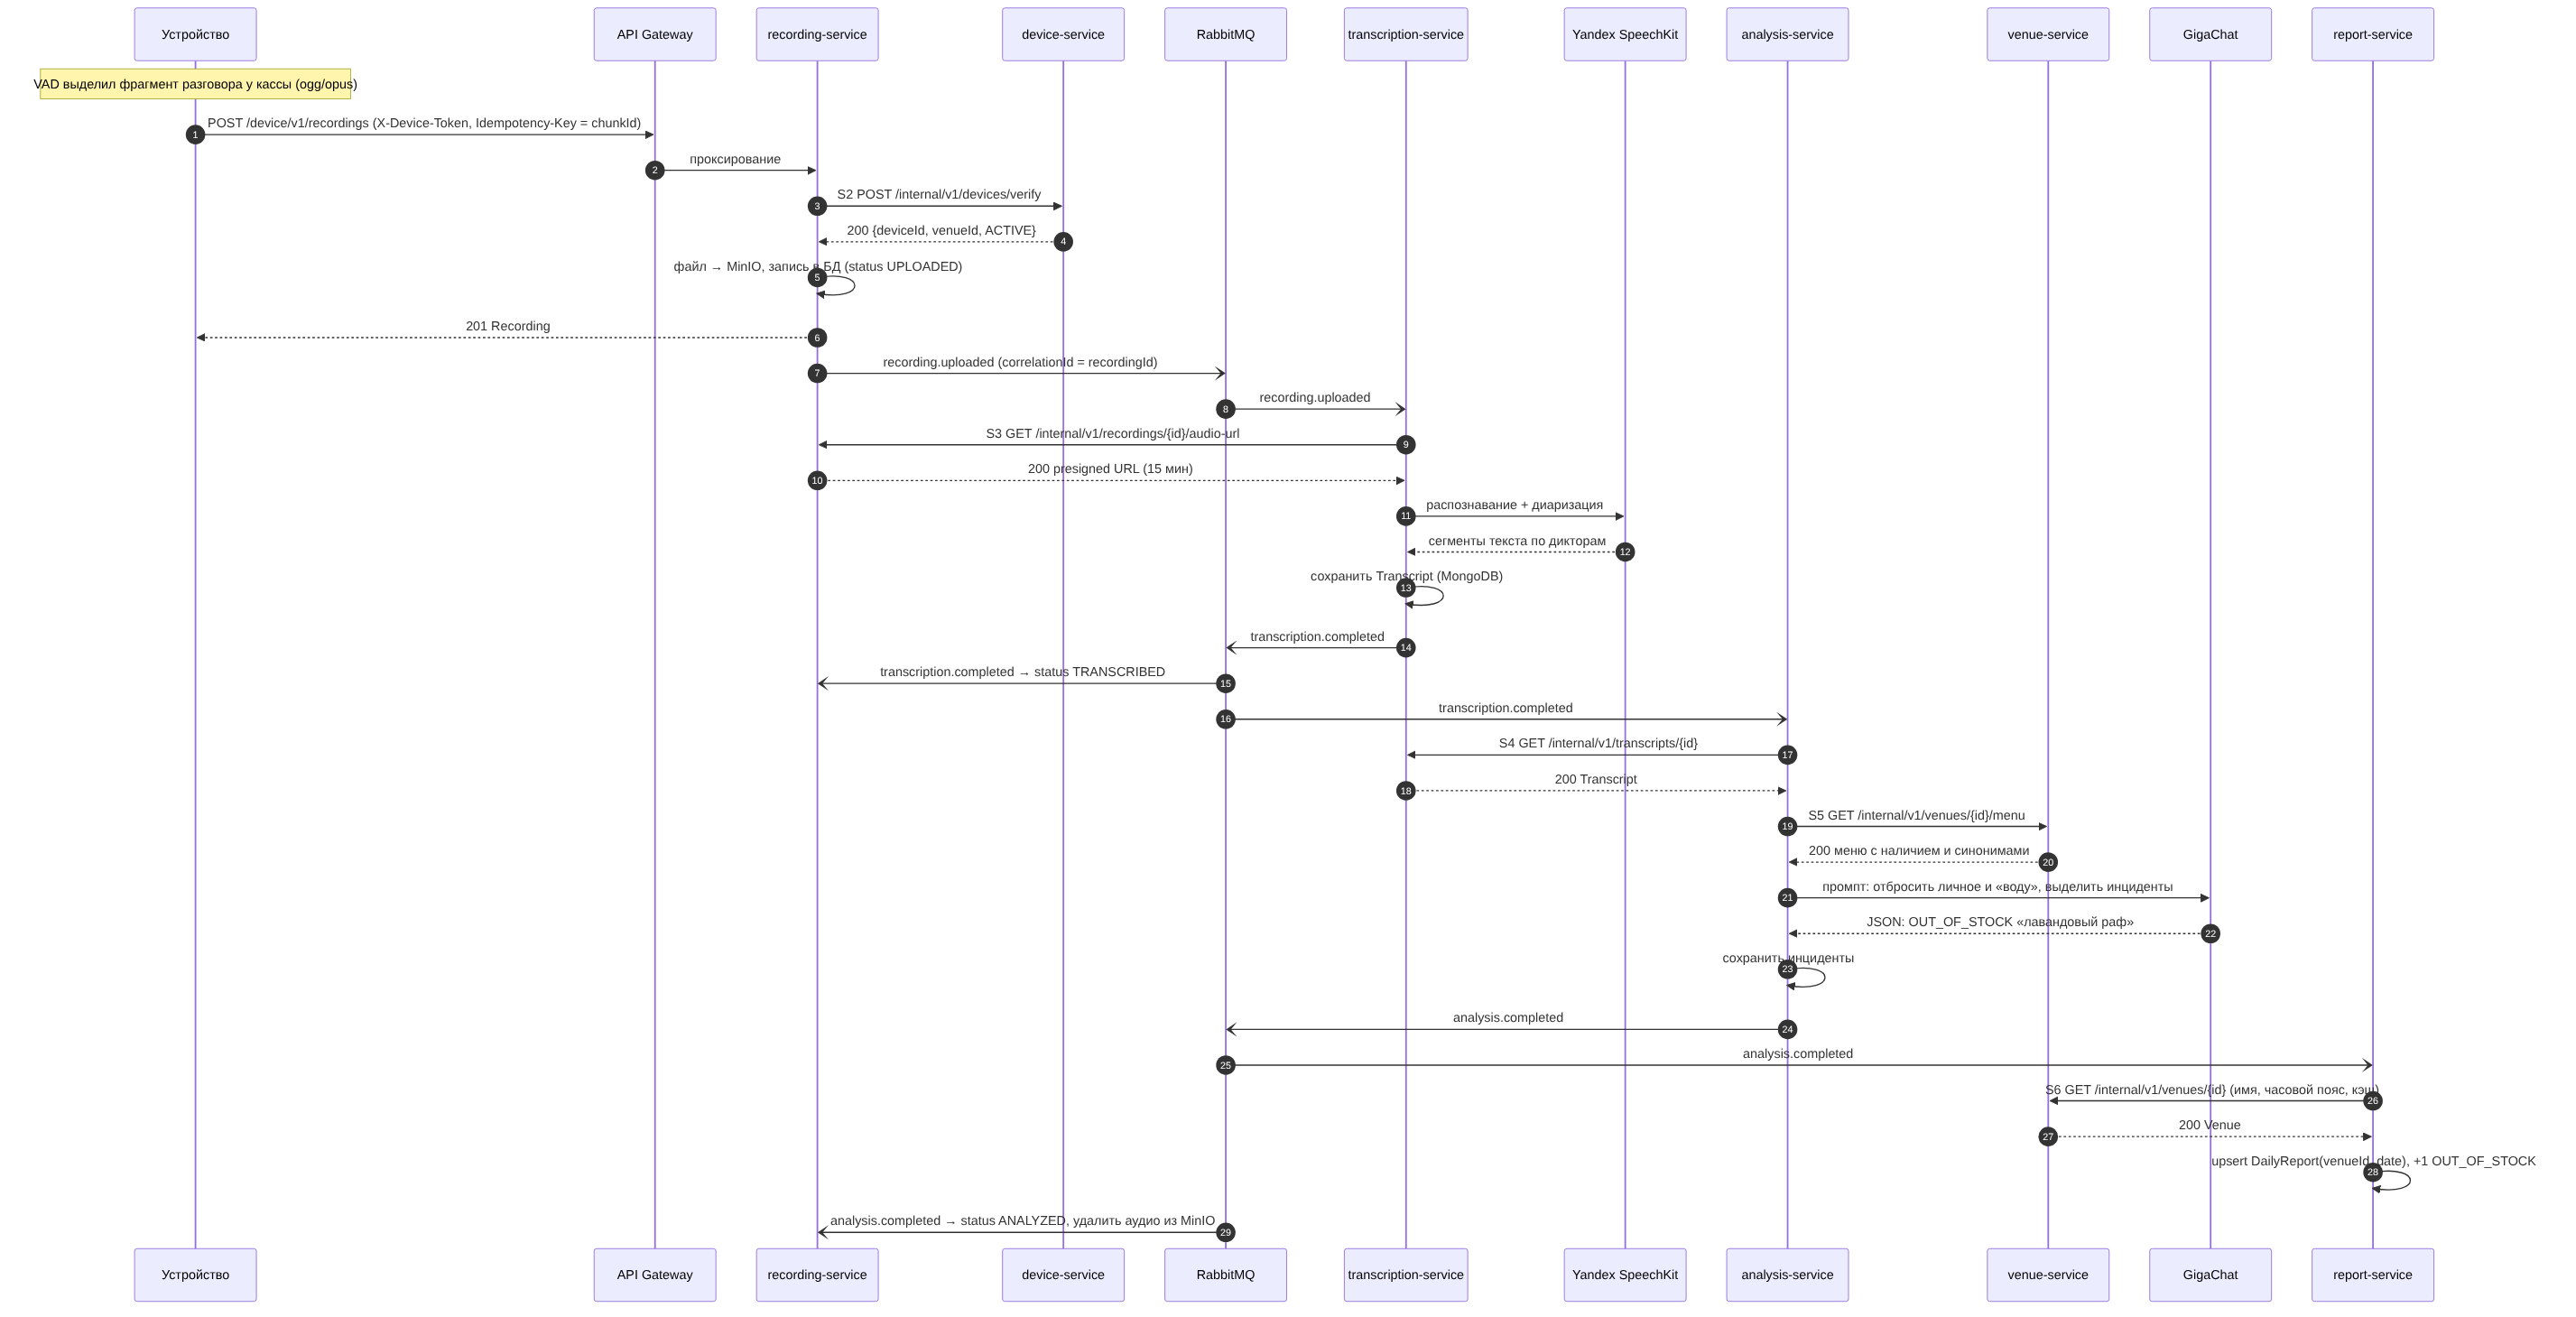 Устройство
API Gateway
recording-service
device-service
RabbitMQ
transcription-service
Yandex SpeechKit
analysis-service
venue-service
GigaChat
report-service
VAD выделил фрагмент разговора у кассы (ogg/opus)
POST /device/v1/recordings (X-Device-Token, Idempotency-Key = chunkId)
1
проксирование
2
S2 POST /internal/v1/devices/verify
3
200 {deviceId, venueId, ACTIVE}
4
файл → MinIO, запись в БД (status UPLOADED)
5
201 Recording
6
recording.uploaded (correlationId = recordingId)
7
recording.uploaded
8
S3 GET /internal/v1/recordings/{id}/audio-url
9
200 presigned URL (15 мин)
10
распознавание + диаризация
11
сегменты текста по дикторам
12
сохранить Transcript (MongoDB)
13
transcription.completed
14
transcription.completed → status TRANSCRIBED
15
transcription.completed
16
S4 GET /internal/v1/transcripts/{id}
17
200 Transcript
18
S5 GET /internal/v1/venues/{id}/menu
19
200 меню с наличием и синонимами
20
промпт: отбросить личное и «воду», выделить инциденты
21
JSON: OUT_OF_STOCK «лавандовый раф»
22
сохранить инциденты
23
analysis.completed
24
analysis.completed
25
S6 GET /internal/v1/venues/{id} (имя, часовой пояс, кэш)
26
200 Venue
27
upsert DailyReport(venueId, date), +1 OUT_OF_STOCK
28
analysis.completed → status ANALYZED, удалить аудио из MinIO
29
Устройство
API Gateway
recording-service
device-service
RabbitMQ
transcription-service
Yandex SpeechKit
analysis-service
venue-service
GigaChat
report-service